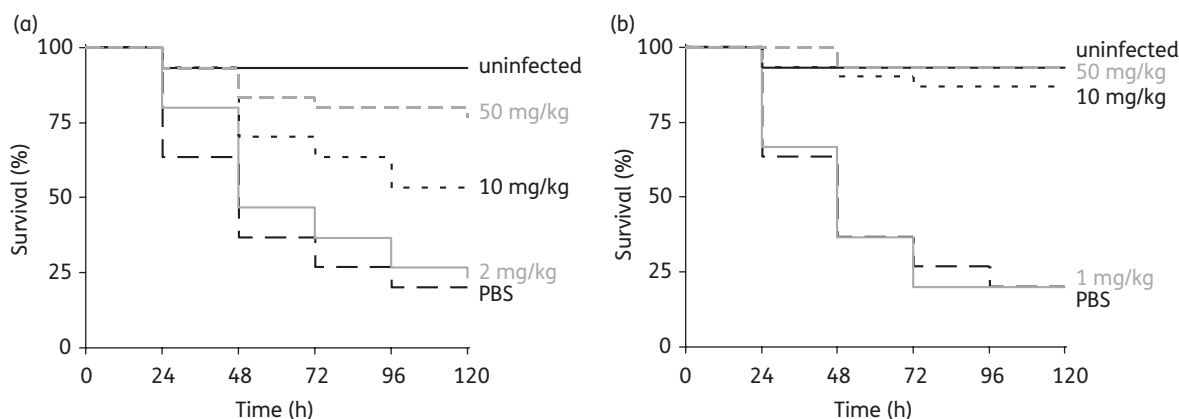 (a)
100
75
50
25
0
Survival (%)
uninfected
50 mg/kg
10 mg/kg
2 mg/kg
PBS
0 24 48 72 96 120
Time (h)
(b)
100
75
50
25
0
Survival (%)
uninfected
50 mg/kg
10 mg/kg
1 mg/kg
PBS
0 24 48 72 96 120
Time (h)